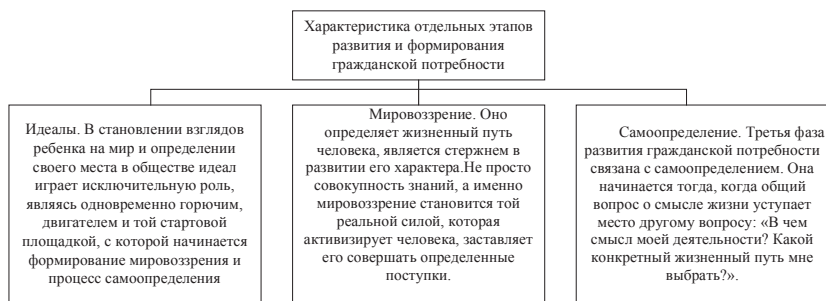 Характеристика отдельных этапов
развития и формирования
гражданской потребности
Идеалы. В становлении взглядов
ребенка на мир и определении
своего места в обществе идеал
играет исключительную роль,
являясь одновременно горючим,
двигателем и той стартовой
площадкой, с которой начинается
формирование мировоззрения и
процесс самоопределения
Мировоззрение. Оно
определяет жизненный путь
человека, является стержнем в
развитии его характера.Не просто
совокупность знаний, а именно
мировоззрение становится той
реальной силой, которая
активизирует человека, заставляет
его совершать определенные
поступки.
Самоопределение. Третья фаза
развития гражданской потребности
связана с самоопределением. Она
начинается тогда, когда общий
вопрос о смысле жизни уступает
место другому вопросу: «В чем
смысл моей деятельности? Какой
конкретный жизненный путь мне
выбрать?».